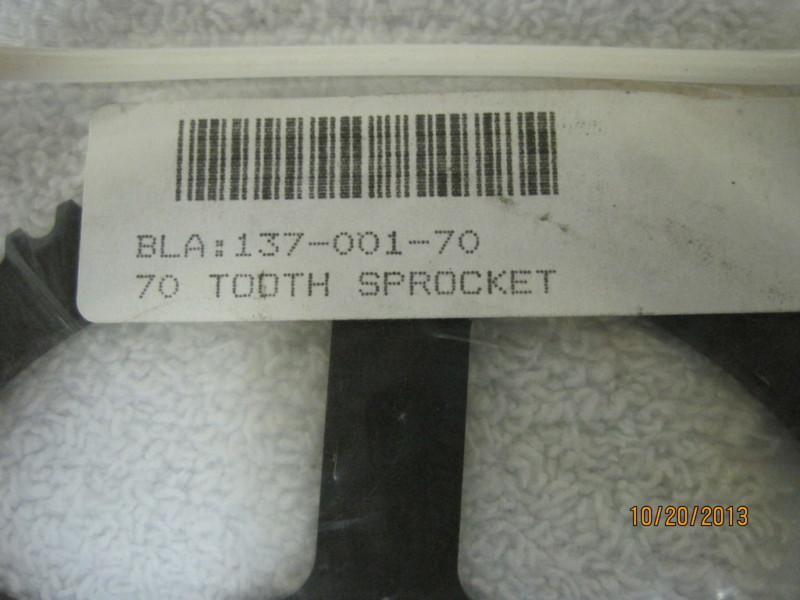 BLA:137-001-70
70 TOOTH SPROCKET
10/20/2013